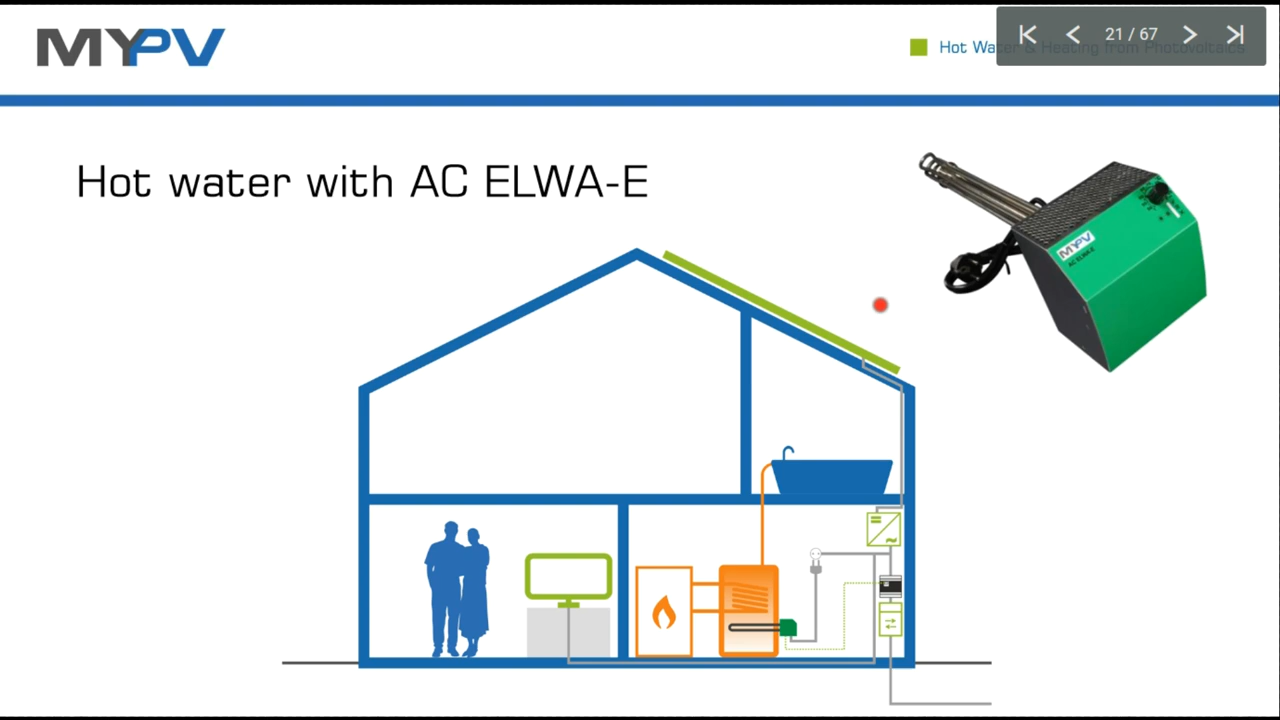 MYPV
21 / 67
Hot Water & Heating from Photovoltaics
Hot water with AC ELWA-E
MYPV
AC ELWA-E